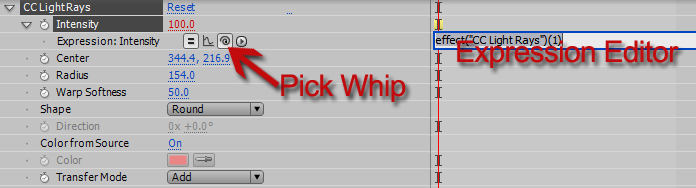 CC Light Rays Reset
Intensity 100.0
Expression: Intensity effect("CC Light Rays")(1)
Expression Editor
Center 344.4, 216.9
Pick Whip
Radius 154.0
Warp Softness 50.0
Shape Round
Direction 0x +0.0°
Color from Source On
Color
Transfer Mode Add